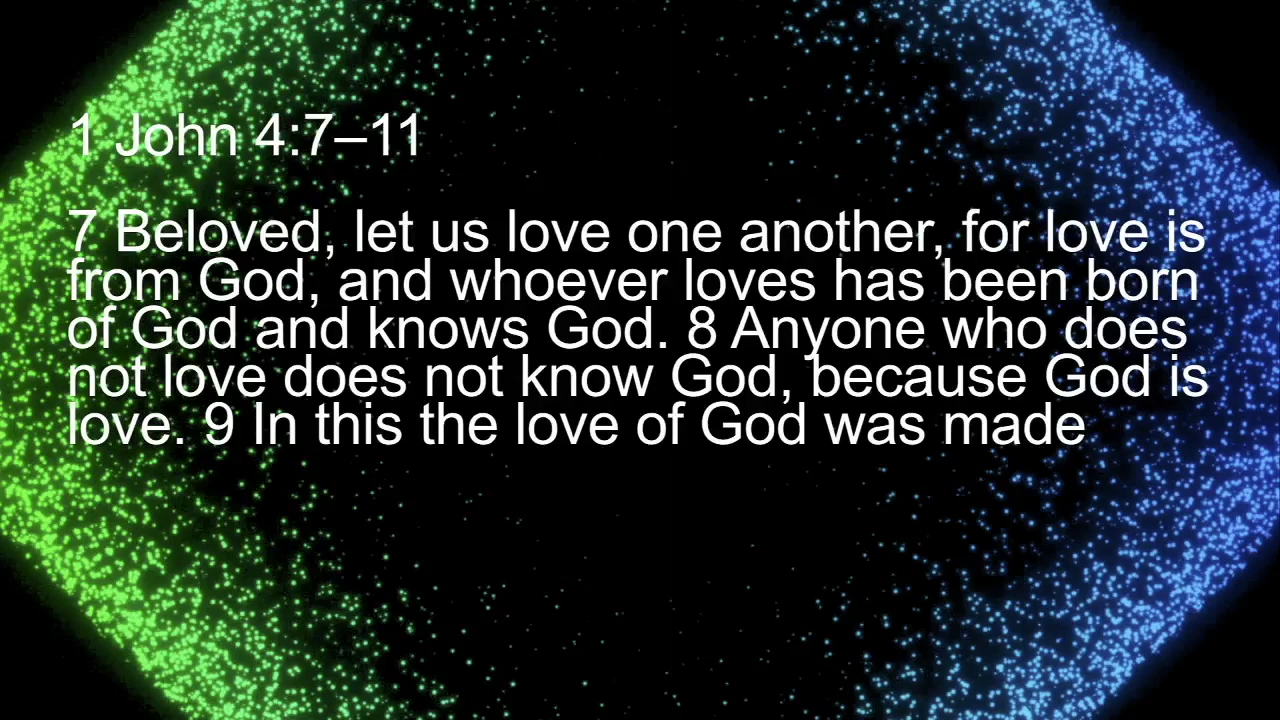 1 John 4:7–11
7 Beloved, let us love one another, for love is
from God, and whoever loves has been born
of God and knows God. 8 Anyone who does
not love does not know God, because God is
love. 9 In this the love of God was made